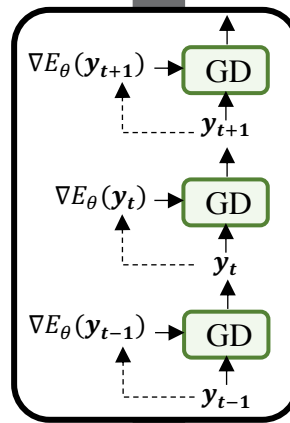 ∇E_θ(y_{t+1}) GD
y_{t+1}
∇E_θ(y_t) GD
y_t
∇E_θ(y_{t−1}) GD
y_{t−1}